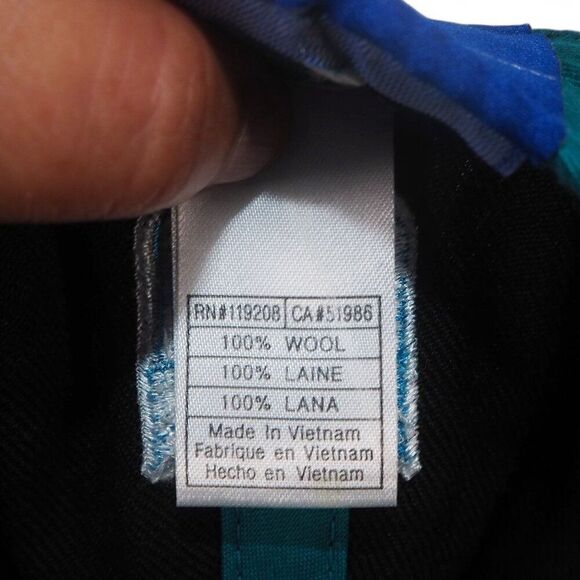 RN#119208 CA#51986
100% WOOL
100% LAINE
100% LANA
Made In Vietnam
Fabrique en Vietnam
Hecho en Vietnam